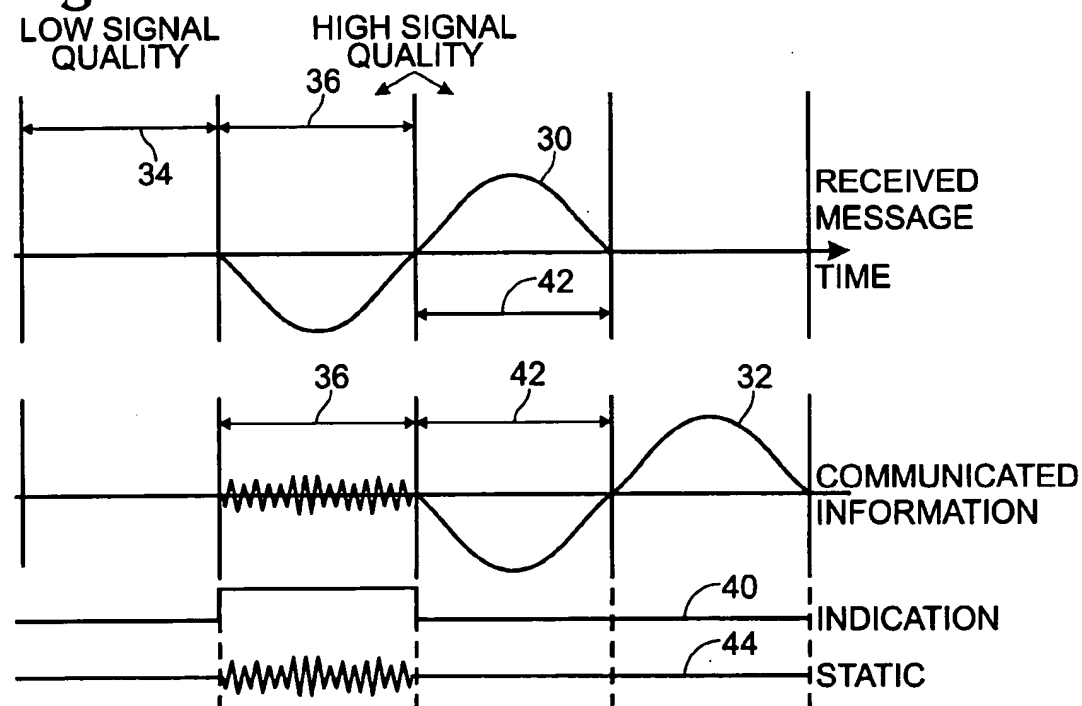 LOW SIGNAL
QUALITY
HIGH SIGNAL
QUALITY
36
34
30
RECEIVED
MESSAGE
TIME
42
36
42
32
COMMUNICATED
INFORMATION
40
INDICATION
44
STATIC